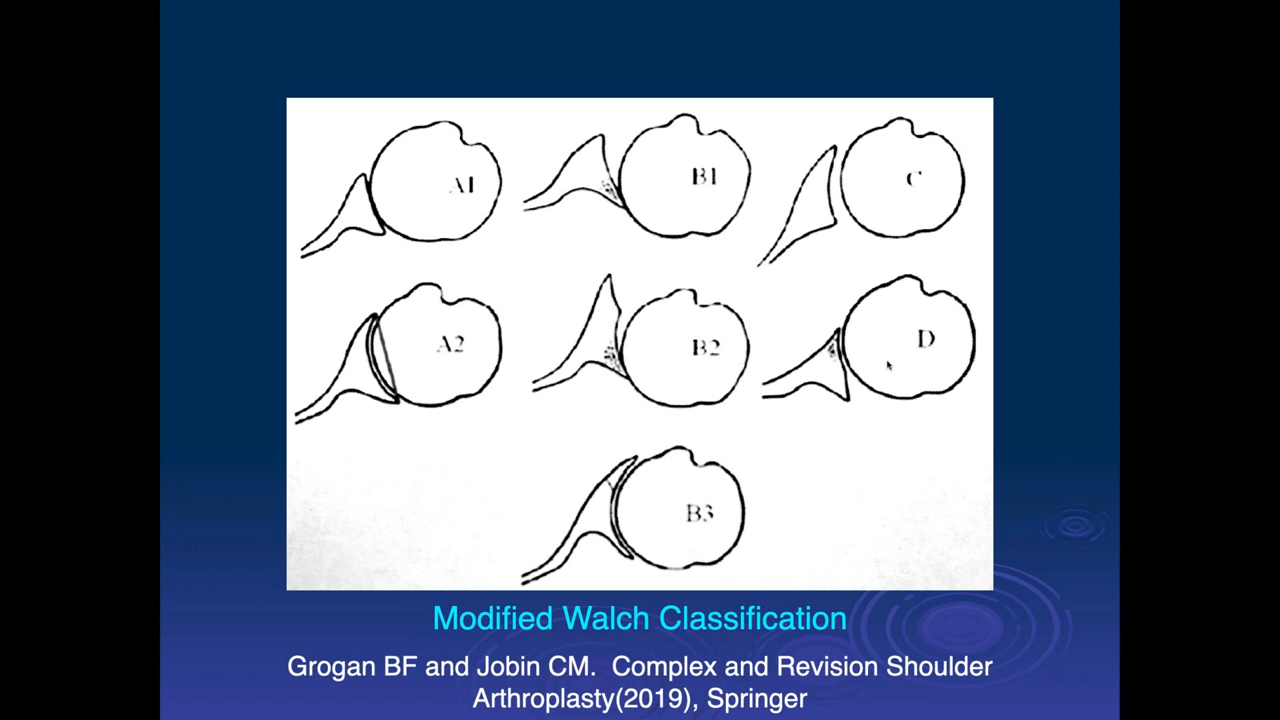 A1
B1
C
A2
B2
D
B3
Modified Walch Classification
Grogan BF and Jobin CM.  Complex and Revision Shoulder
Arthroplasty(2019), Springer